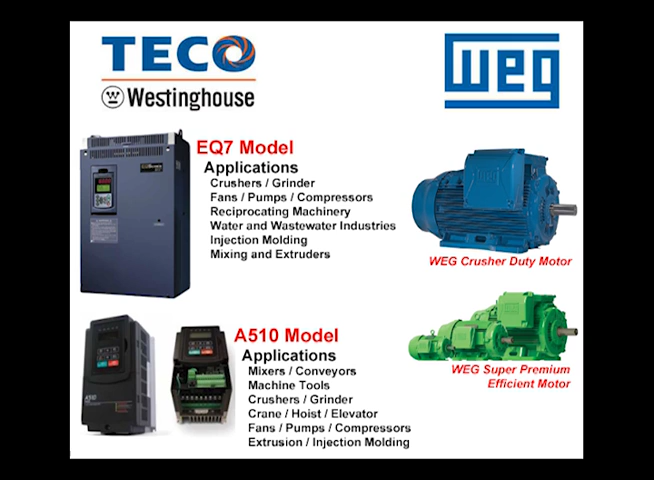 TECO
Westinghouse
WEG
EQ7 Model
Applications
Crushers / Grinder
Fans / Pumps / Compressors
Reciprocating Machinery
Water and Wastewater Industries
Injection Molding
Mixing and Extruders
WEG Crusher Duty Motor
A510 Model
Applications
Mixers / Conveyors
Machine Tools
Crushers / Grinder
Crane / Hoist / Elevator
Fans / Pumps / Compressors
Extrusion / Injection Molding
WEG Super Premium
Efficient Motor
A510